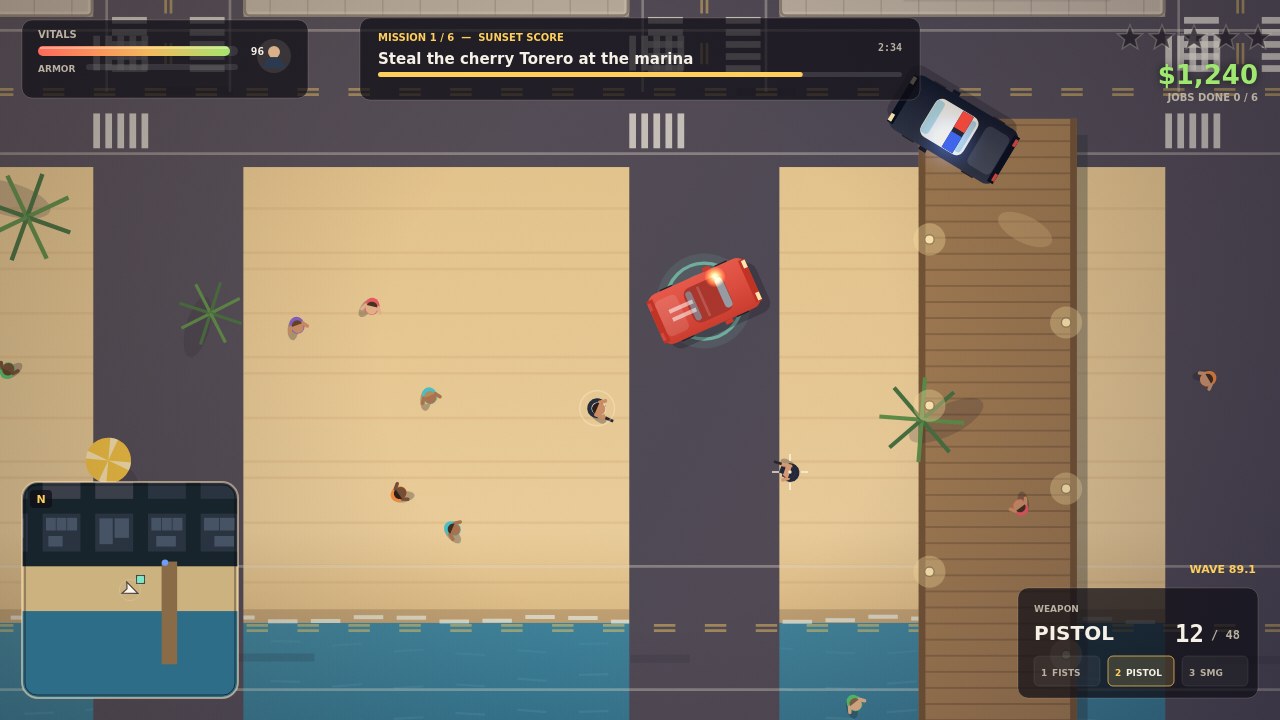 VITALS
96
ARMOR
MISSION 1 / 6 — SUNSET SCORE
Steal the cherry Torero at the marina
2:34
$1,240
JOBS DONE 0 / 6
N
WAVE 89.1
WEAPON
PISTOL 12 / 48
1 FISTS 2 PISTOL 3 SMG